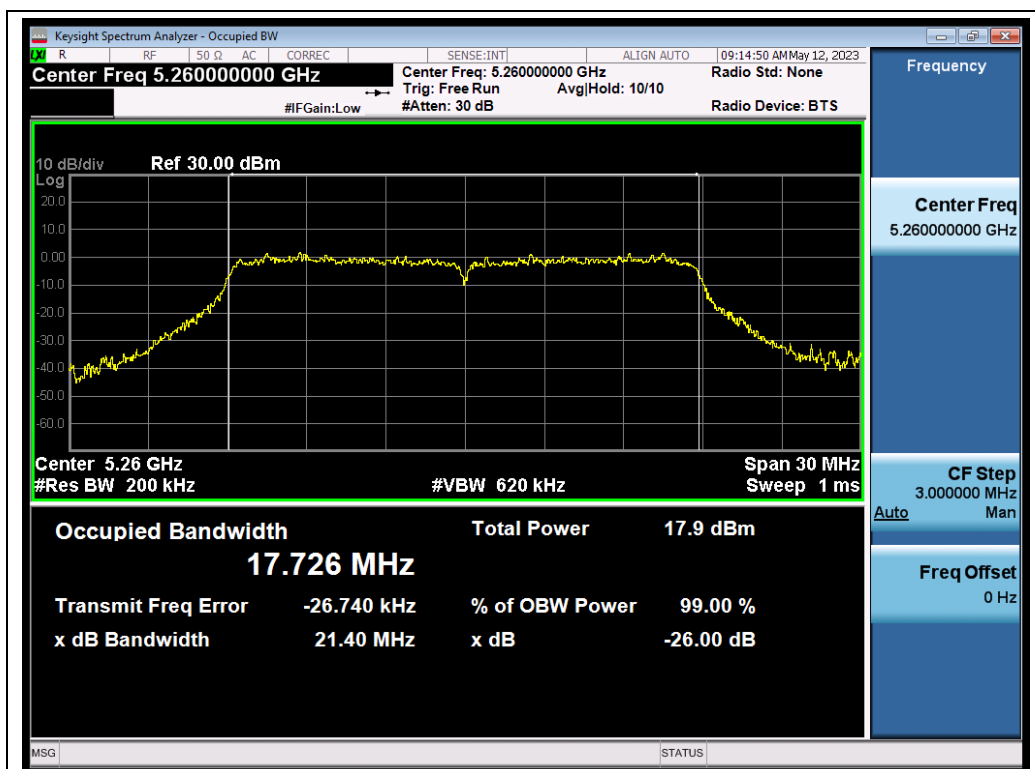 Keysight Spectrum Analyzer - Occupied BW
LXI R RF 50 Ω AC CORREC SENSE:INT ALIGN AUTO 09:14:50 AM May 12, 2023
Center Freq 5.260000000 GHz
Center Freq: 5.260000000 GHz
Radio Std: None
Trig: Free Run Avg|Hold: 10/10
#IFGain:Low
#Atten: 30 dB
Radio Device: BTS
10 dB/div Ref 30.00 dBm
Log
20.0
10.0
0.00
-10.0
-20.0
-30.0
-40.0
-50.0
-60.0
Center 5.26 GHz
Span 30 MHz
#Res BW 200 kHz
#VBW 620 kHz
Sweep 1 ms
Occupied Bandwidth
17.726 MHz
Total Power 17.9 dBm
Transmit Freq Error -26.740 kHz
% of OBW Power 99.00 %
x dB Bandwidth 21.40 MHz
x dB -26.00 dB
MSG
STATUS
Frequency
Center Freq
5.260000000 GHz
CF Step
3.000000 MHz
Auto Man
Freq Offset
0 Hz